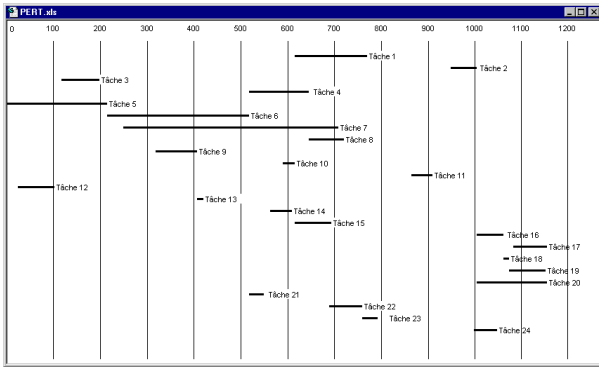 PERT.xls
0 100 200 300 400 500 600 700 800 900 1000 1100 1200
Tâche 1
Tâche 2
Tâche 3
Tâche 4
Tâche 5
Tâche 6
Tâche 7
Tâche 8
Tâche 9
Tâche 10
Tâche 11
Tâche 12
Tâche 13
Tâche 14
Tâche 15
Tâche 16
Tâche 17
Tâche 18
Tâche 19
Tâche 20
Tâche 21
Tâche 22
Tâche 23
Tâche 24